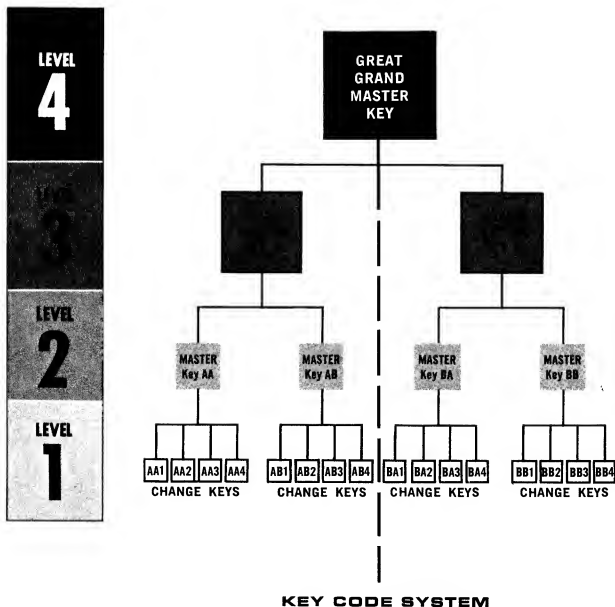 LEVEL
4
GREAT
GRAND
MASTER
KEY
LEVEL
3
LEVEL
2
MASTER
Key AA
MASTER
Key AB
MASTER
Key BA
MASTER
Key BB
LEVEL
1
AA1 AA2 AA3 AA4
AB1 AB2 AB3 AB4
BA1 BA2 BA3 BA4
BB1 BB2 BB3 BB4
CHANGE KEYS
CHANGE KEYS
CHANGE KEYS
CHANGE KEYS
KEY CODE SYSTEM